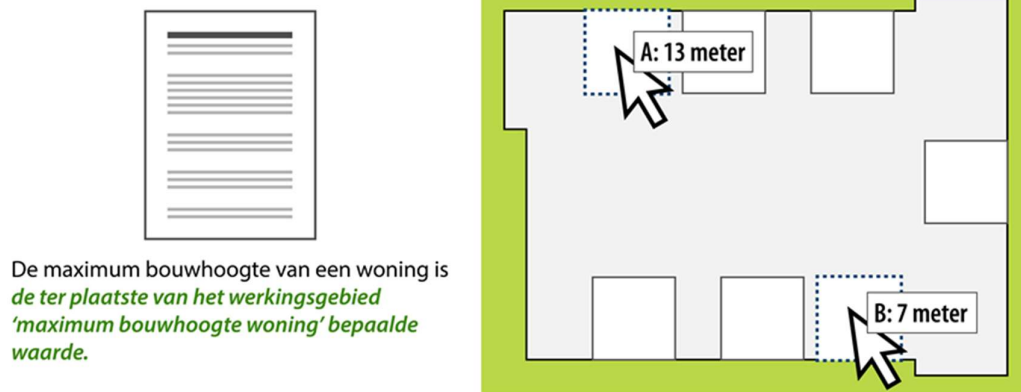 De maximum bouwhoogte van een woning is
de ter plaatste van het werkingsgebied
‘maximum bouwhoogte woning’ bepaalde
waarde.
A: 13 meter
B: 7 meter